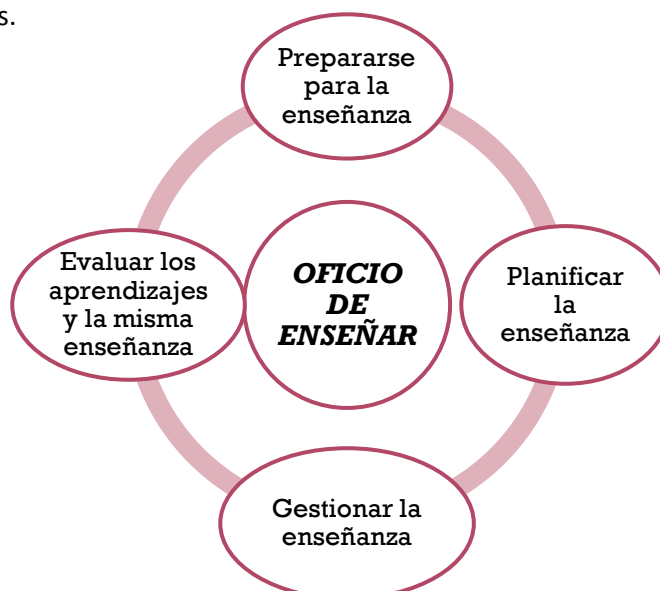 s.
Prepararse
para la
enseñanza
Evaluar los
aprendizajes
y la misma
enseñanza
OFICIO
DE
ENSEÑAR
Planificar
la
enseñanza
Gestionar la
enseñanza